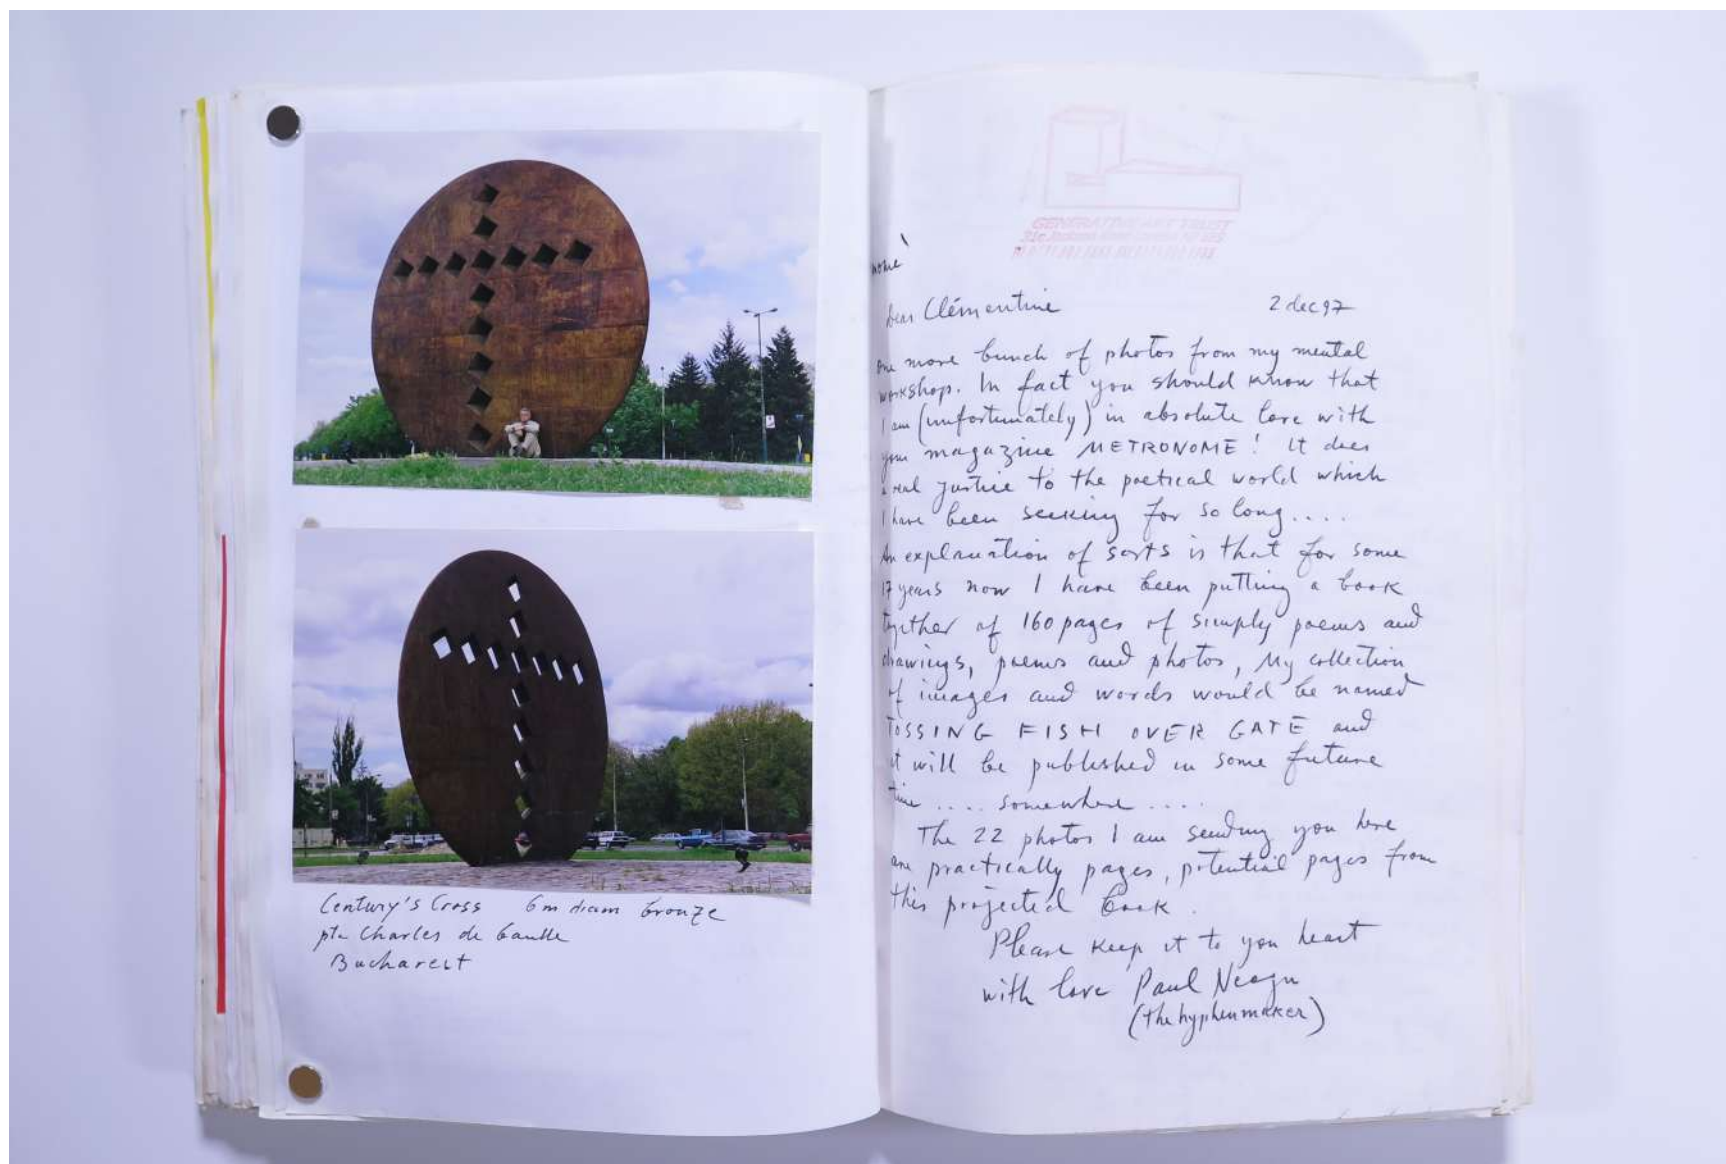 Century's Cross 6m diam bronze
pta Charles de Gaulle
Bucharest
GENERATIVE ART TRUST
Dear Clémentine 2 dec 97
One more bunch of photos from my mental
workshop. In fact you should know that
I am (unfortunately) in absolute love with
your magazine METRONOME! It does
a real justice to the poetical world which
I have been seeking for so long....
An explanation of sorts is that for some
17 years now I have been putting a book
together of 160 pages of simply poems and
drawings, poems and photos, My collection
of images and words would be named
TOSSING FISH OVER GATE and
it will be published in some future
time .... somewhere ....
The 22 photos I am sending you here
are practically pages, potential pages from
this projected book.
Please keep it to you heart
with love Paul Neagu
(the hyphenmaker)